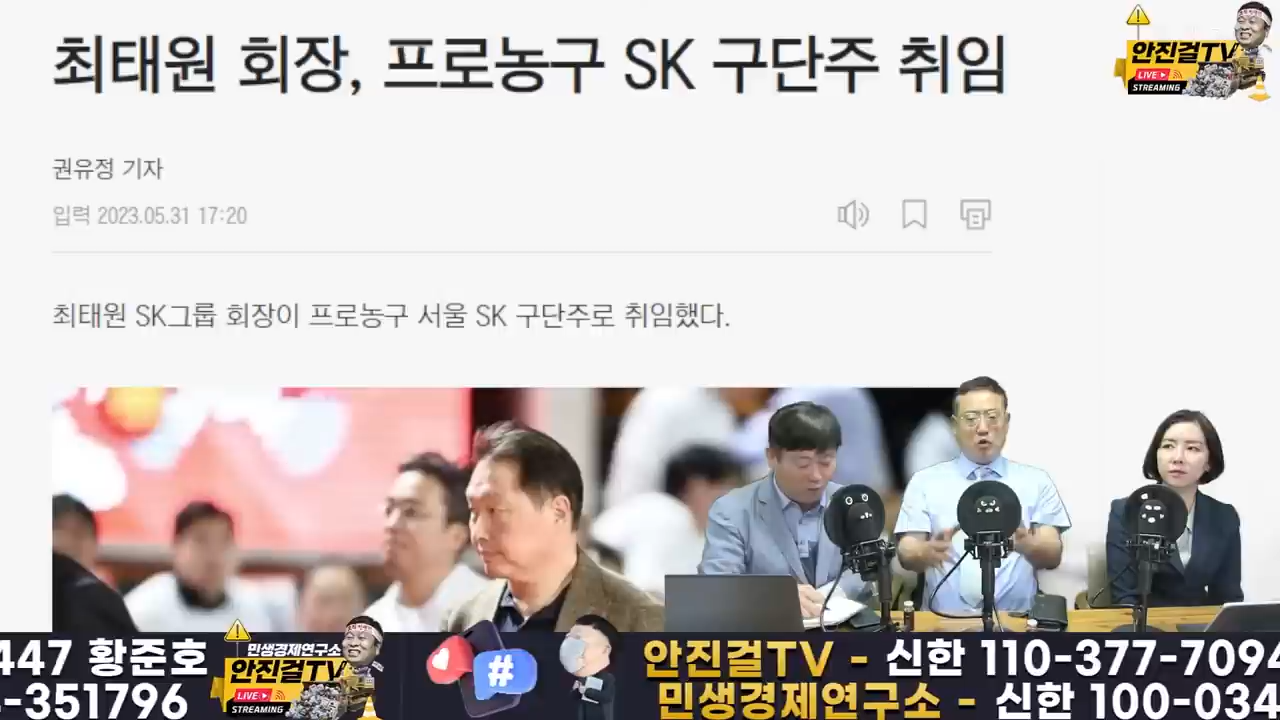 최태원 회장, 프로농구 SK 구단주 취임
안진걸TV
LIVE
STREAMING
권유정 기자
입력 2023.05.31 17:20
최태원 SK그룹 회장이 프로농구 서울 SK 구단주로 취임했다.
447 황준호
-351796
민생경제연구소
안진걸TV
LIVE
STREAMING
#
안진걸TV - 신한 110-377-7094
민생경제연구소 - 신한 100-034